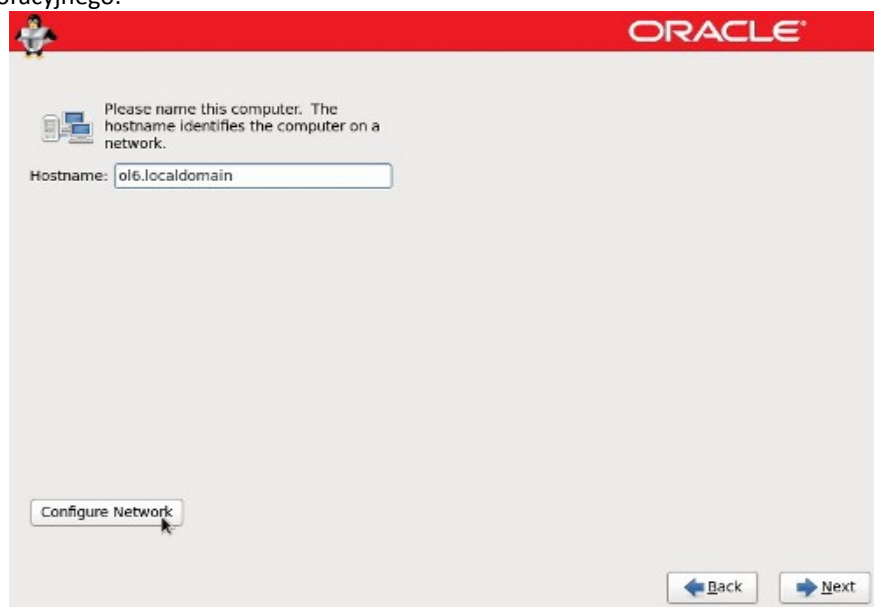 ORACLE
Please name this computer. The
hostname identifies the computer on a
network.
Hostname: ol6.localdomain
Configure Network
Back
Next